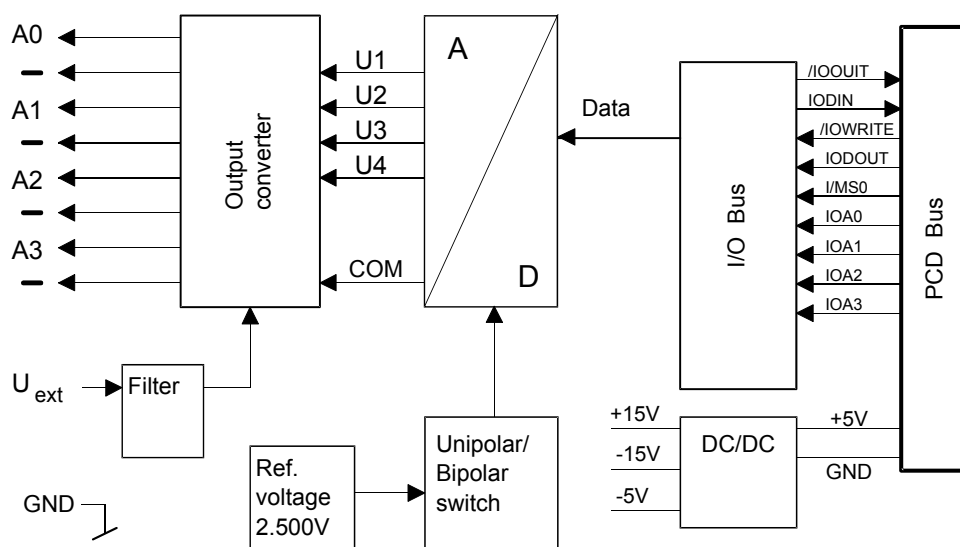 A0
–
A1
–
A2
–
A3
–
Output
converter
U1
U2
U3
U4
COM
A
D
Data
I/O Bus
/IOOUIT
IODIN
/IOWRITE
IODOUT
I/MS0
IOA0
IOA1
IOA2
IOA3
PCD Bus
U ext
Filter
Ref.
voltage
2.500V
Unipolar/
Bipolar
switch
+15V
-15V
-5V
DC/DC
+5V
GND
GND